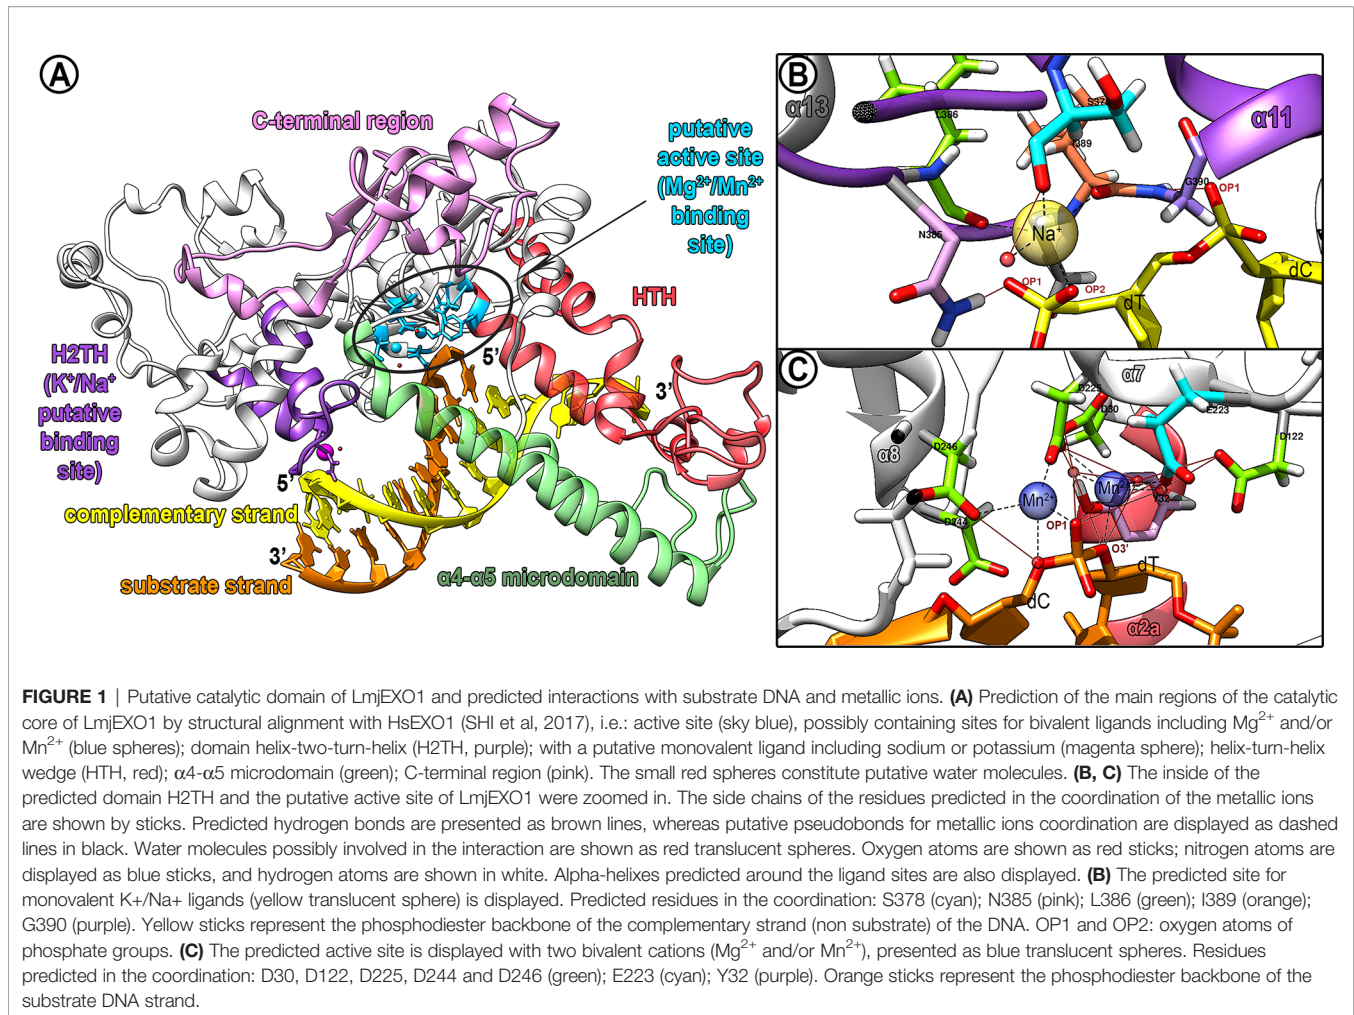 A
C-terminal region
putative
active site
(Mg²⁺/Mn²⁺
binding
site)
HTH
H2TH
(K⁺/Na⁺
putative
binding
site)
5’
3’
5’
complementary strand
3’
substrate strand
α4-α5 microdomain
B
α13
L386
S378
I389
α11
G390
OP1
N385
Na⁺
OP1
OP2
dC
dT
C
α7
D225
D30
E223
D122
D246
α8
Mn²⁺
Mn²⁺
Y32
D244
OP1
O3'
dT
dC
α2a
FIGURE 1 | Putative catalytic domain of LmjEXO1 and predicted interactions with substrate DNA and metallic ions. (A) Prediction of the main regions of the catalytic
core of LmjEXO1 by structural alignment with HsEXO1 (SHI et al, 2017), i.e.: active site (sky blue), possibly containing sites for bivalent ligands including Mg²⁺ and/or
Mn²⁺ (blue spheres); domain helix-two-turn-helix (H2TH, purple); with a putative monovalent ligand including sodium or potassium (magenta sphere); helix-turn-helix
wedge (HTH, red); α4-α5 microdomain (green); C-terminal region (pink). The small red spheres constitute putative water molecules. (B, C) The inside of the
predicted domain H2TH and the putative active site of LmjEXO1 were zoomed in. The side chains of the residues predicted in the coordination of the metallic ions
are shown by sticks. Predicted hydrogen bonds are presented as brown lines, whereas putative pseudobonds for metallic ions coordination are displayed as dashed
lines in black. Water molecules possibly involved in the interaction are shown as red translucent spheres. Oxygen atoms are shown as red sticks; nitrogen atoms are
displayed as blue sticks, and hydrogen atoms are shown in white. Alpha-helixes predicted around the ligand sites are also displayed. (B) The predicted site for
monovalent K+/Na+ ligands (yellow translucent sphere) is displayed. Predicted residues in the coordination: S378 (cyan); N385 (pink); L386 (green); I389 (orange);
G390 (purple). Yellow sticks represent the phosphodiester backbone of the complementary strand (non substrate) of the DNA. OP1 and OP2: oxygen atoms of
phosphate groups. (C) The predicted active site is displayed with two bivalent cations (Mg²⁺ and/or Mn²⁺), presented as blue translucent spheres. Residues
predicted in the coordination: D30, D122, D225, D244 and D246 (green); E223 (cyan); Y32 (purple). Orange sticks represent the phosphodiester backbone of the
substrate DNA strand.